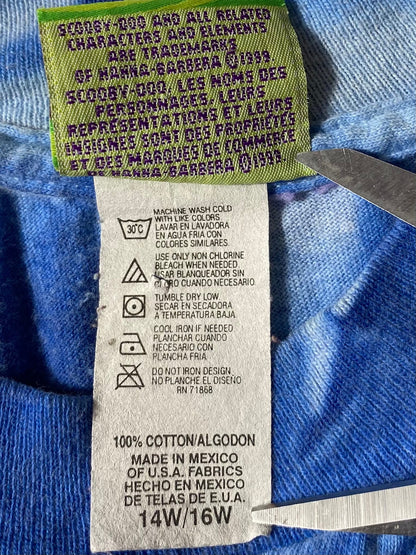 SCOOBY-DOO AND ALL RELATED
CHARACTERS AND ELEMENTS
ARE TRADEMARKS
OF HANNA-BARBERA ©1999
SCOOBY-DOO, LES NOMS DES
PERSONNAGES, LEURS
REPRÉSENTATIONS ET LEURS
INSIGNES SONT DES PROPRIÉTÉS
ET DES MARQUES DE COMMERCE
HANNA-BARBERA ©1999
30°C
MACHINE WASH COLD
WITH LIKE COLORS
LAVAR EN LAVADORA
EN AGUA FRIA CON
COLORES SIMILARES.
USE ONLY NON CHLORINE
BLEACH WHEN NEEDED
USAR BLANQUEADOR SIN
CLORO CUANDO NECESARIO.
TUMBLE DRY LOW
SECAR EN SECADORA
A TEMPERATURA BAJA
COOL IRON IF NEEDED
PLANCHAR CUANDO
PLANCHA FRIA
DO NOT IRON DESIGN
NO PLANCHE EL DISEÑO
RN 71868
100% COTTON/ALGODON
MADE IN MEXICO
OF U.S.A. FABRICS
HECHO EN MEXICO
DE TELAS DE E.U.A.
14W/16W